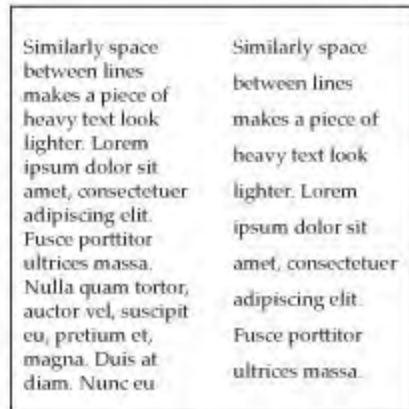 Similarly space
between lines
makes a piece of
heavy text look
lighter. Lorem
ipsum dolor sit
amet, consectetuer
adipiscing elit.
Fusce porttitor
ultrices massa.
Nulla quam tortor,
auctor vel, suscipit
eu, pretium et,
magna. Duis at
diam. Nunc eu
Similarly space
between lines
makes a piece of
heavy text look
lighter. Lorem
ipsum dolor sit
amet, consectetuer
adipiscing elit.
Fusce porttitor
ultrices massa.